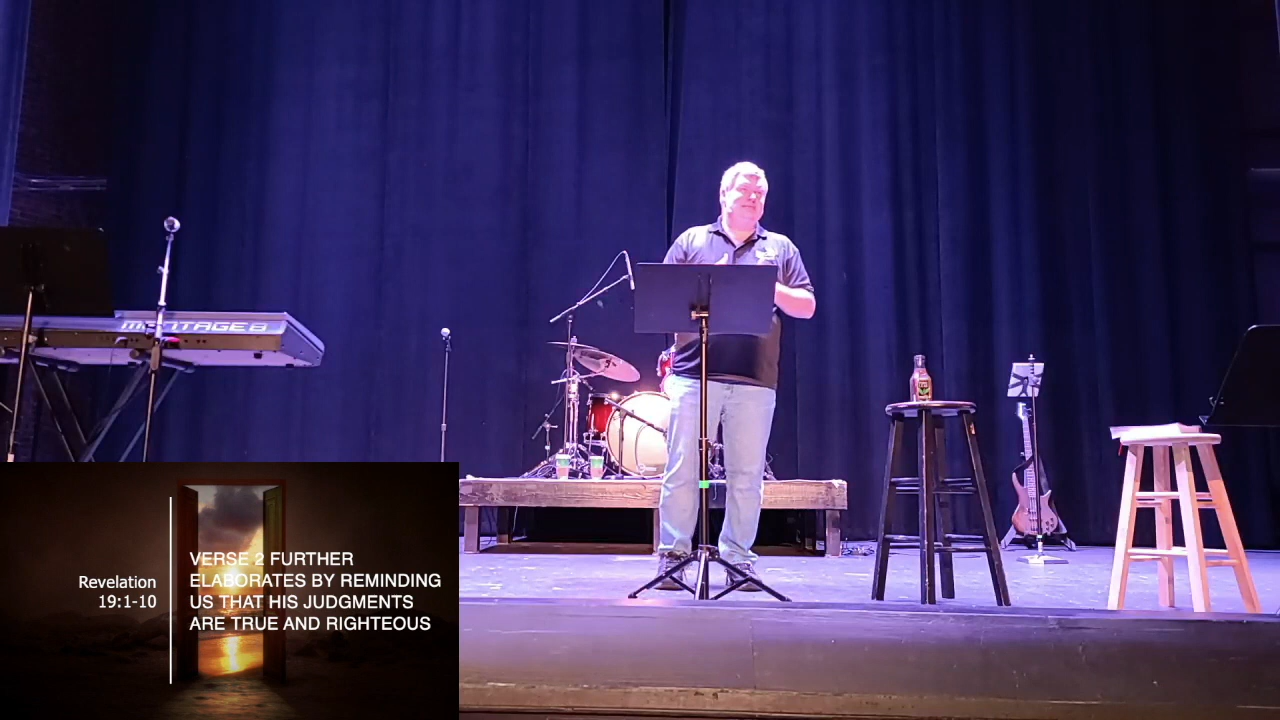 MONTAGE8
Revelation
19:1-10
VERSE 2 FURTHER
ELABORATES BY REMINDING
US THAT HIS JUDGMENTS
ARE TRUE AND RIGHTEOUS